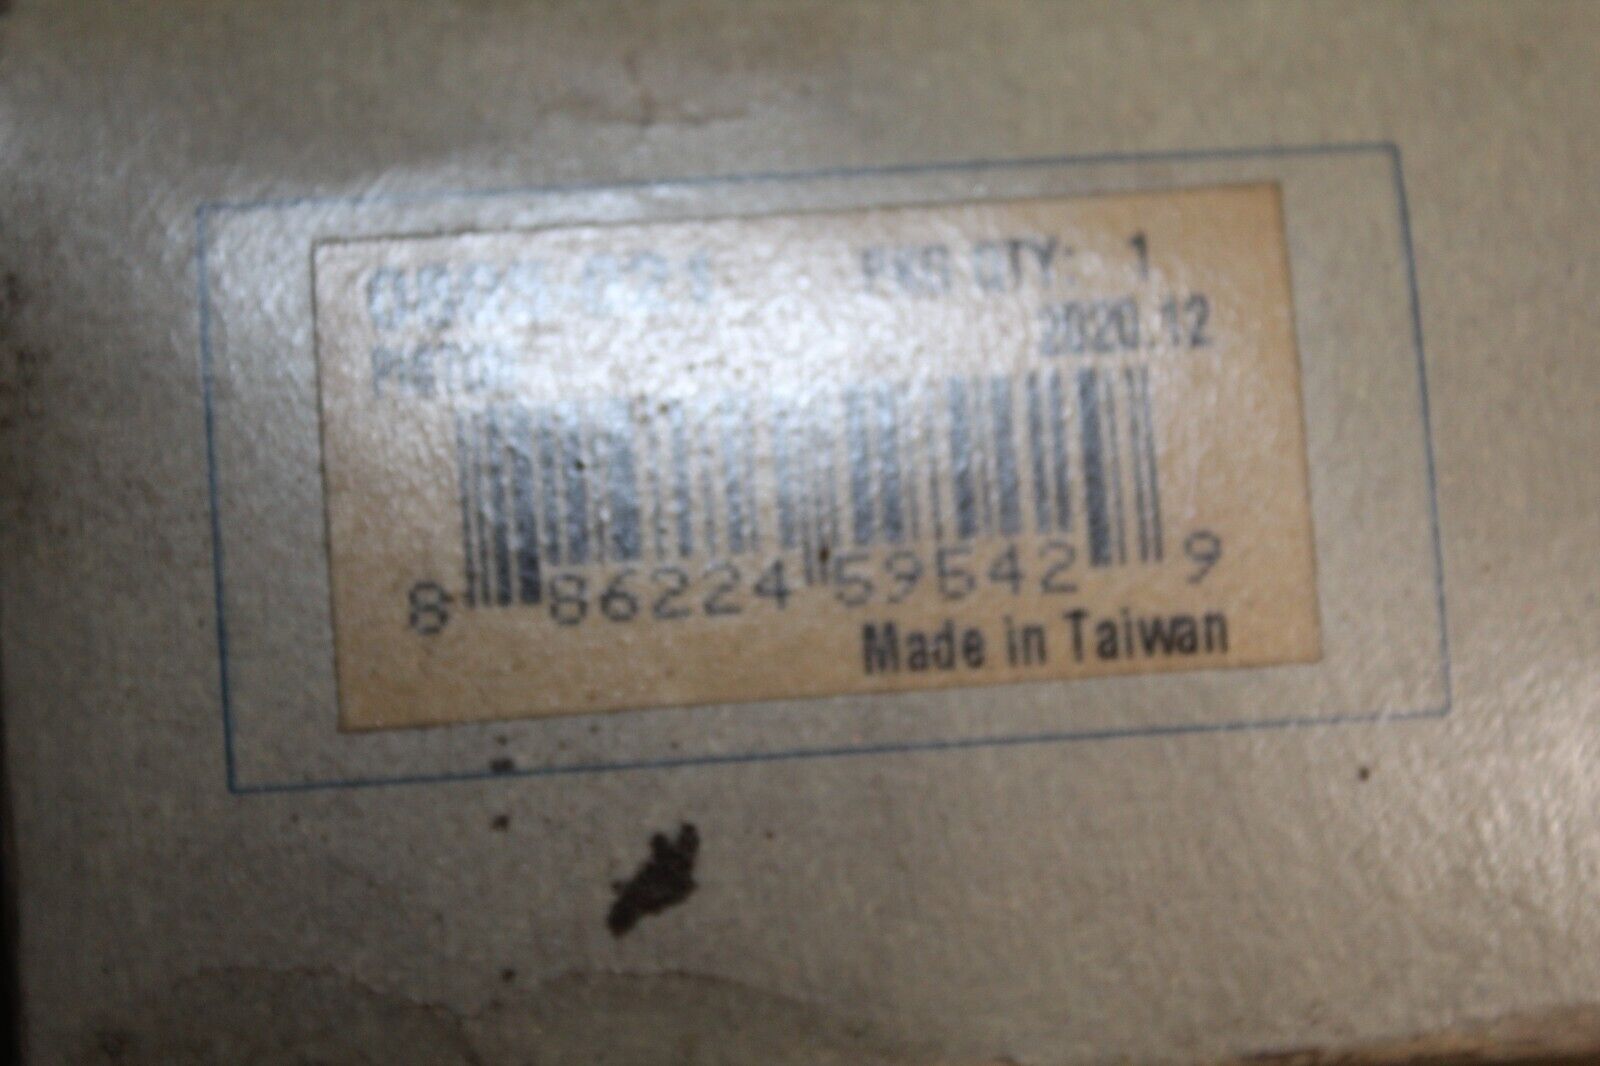 PKG QTY: 1
2020.12
8 86224 59542 9
Made in Taiwan